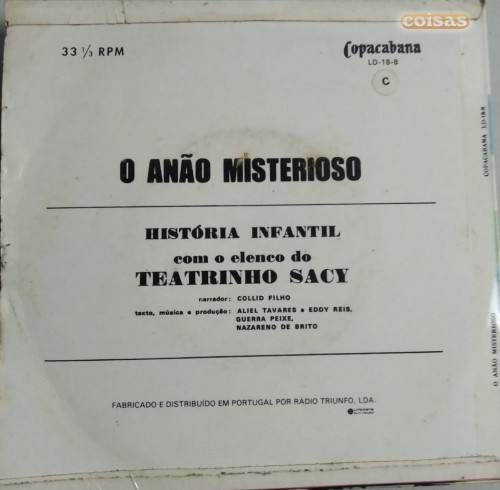 coisas
33 1/3 RPM
Copacabana
LD-18-8
C
O ANÃO MISTERIOSO
HISTÓRIA INFANTIL
com o elenco do
TEATRINHO SACY
narrador: COLLID FILHO
texto, música e produção: ALIEL TAVARES e EDDY REIS,
GUERRA PEIXE,
NAZARENO DE BRITO
FABRICADO E DISTRIBUÍDO EM PORTUGAL POR RÁDIO TRIUNFO, LDA.
COPACABANA LD-18-8
O ANÃO MISTERIOSO